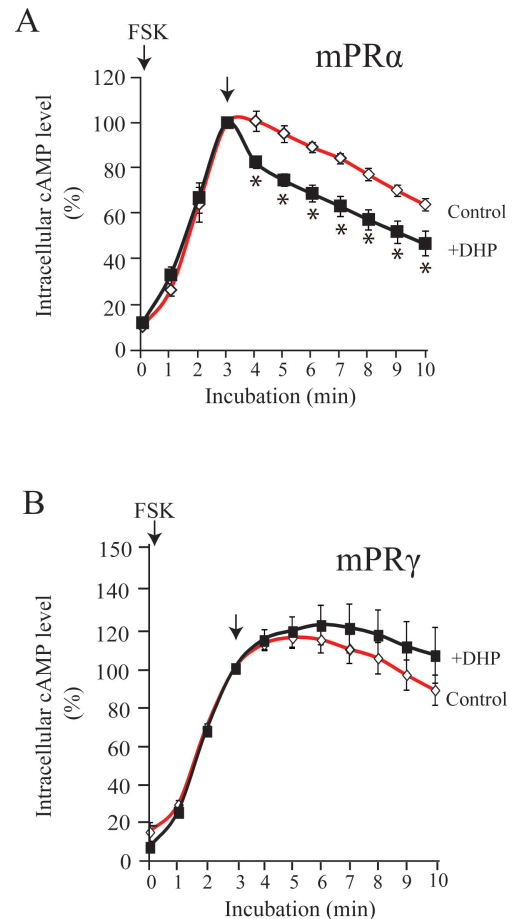 A
FSK
mPRα
120
100
80
60
40
20
0
Intracellular cAMP level
(%)
Control
+DHP
* * * * * * *
0 1 2 3 4 5 6 7 8 9 10
Incubation (min)
B
FSK
mPRγ
150
140
120
100
80
60
40
20
0
Intracellular cAMP level
(%)
+DHP
Control
0 1 2 3 4 5 6 7 8 9 10
Incubation (min)